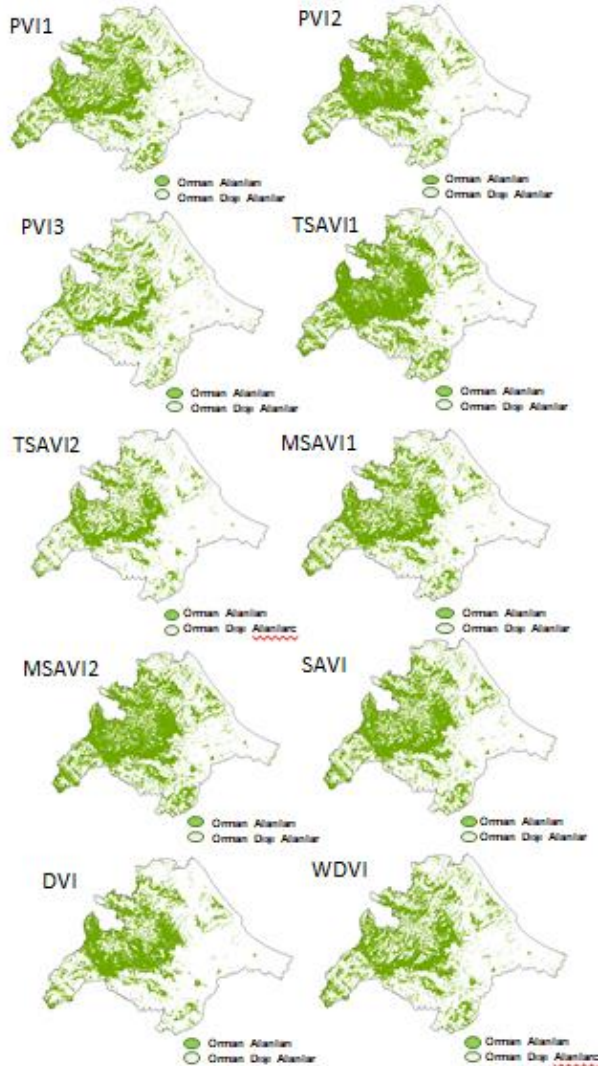 PVI1
PVI2
Orman Alanları
Orman Dışı Alanlar
Orman Alanları
Orman Dışı Alanlar
PVI3
TSAVI1
Orman Alanları
Orman Dışı Alanlar
Orman Alanları
Orman Dışı Alanlar
TSAVI2
MSAVI1
Orman Alanları
Orman Dışı Alanlarc
Orman Alanları
Orman Dışı Alanlar
MSAVI2
SAVI
Orman Alanları
Orman Dışı Alanlar
Orman Alanları
Orman Dışı Alanlar
DVI
WDVI
Orman Alanları
Orman Dışı Alanlar
Orman Alanları
Orman Dışı Alanlarc